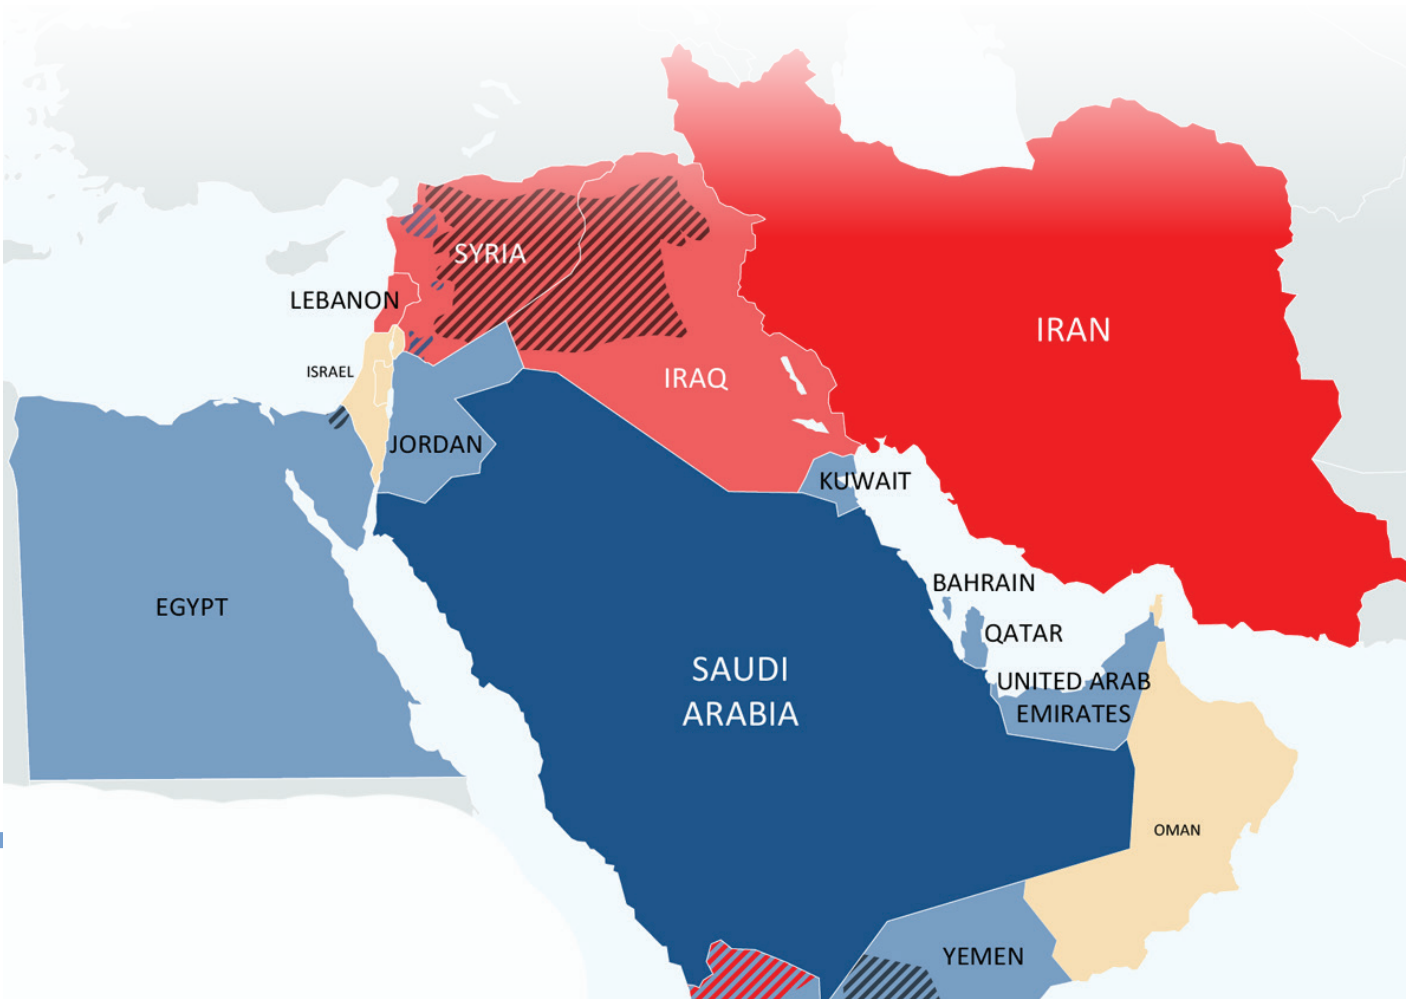 SYRIA
LEBANON
IRAN
ISRAEL
IRAQ
JORDAN
KUWAIT
BAHRAIN
EGYPT
QATAR
SAUDI
ARABIA
UNITED ARAB
EMIRATES
OMAN
YEMEN